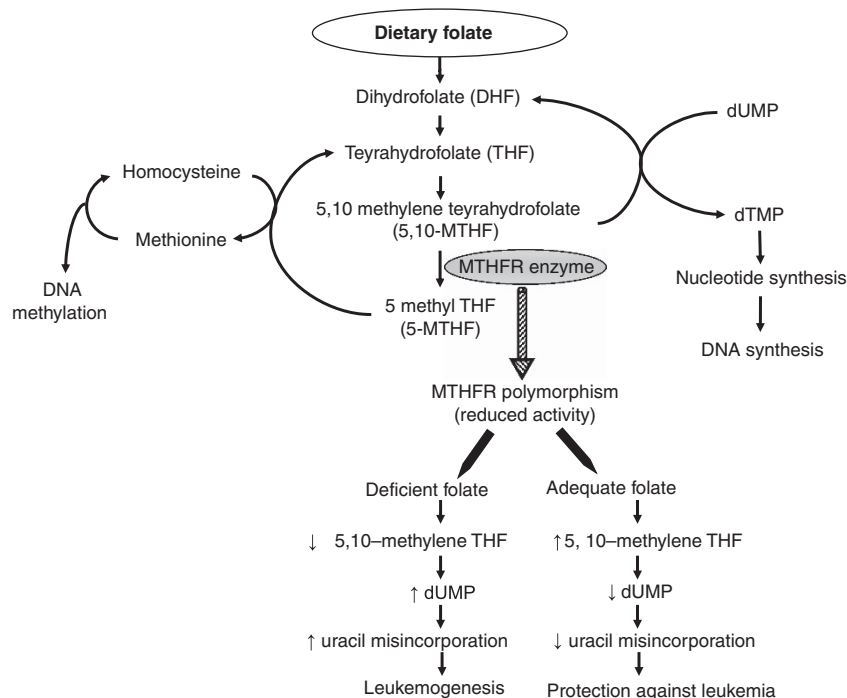 Dietary folate
Dihydrofolate (DHF)
dUMP
Teyrahydrofolate (THF)
Homocysteine
5,10 methylene teyrahydrofolate
(5,10-MTHF)
dTMP
Methionine
MTHFR enzyme
Nucleotide synthesis
DNA
methylation
5 methyl THF
(5-MTHF)
DNA synthesis
MTHFR polymorphism
(reduced activity)
Deficient folate
Adequate folate
↓ 5,10–methylene THF
↑5, 10–methylene THF
↑ dUMP
↓ dUMP
↑ uracil misincorporation
↓ uracil misincorporation
Leukemogenesis
Protection against leukemia